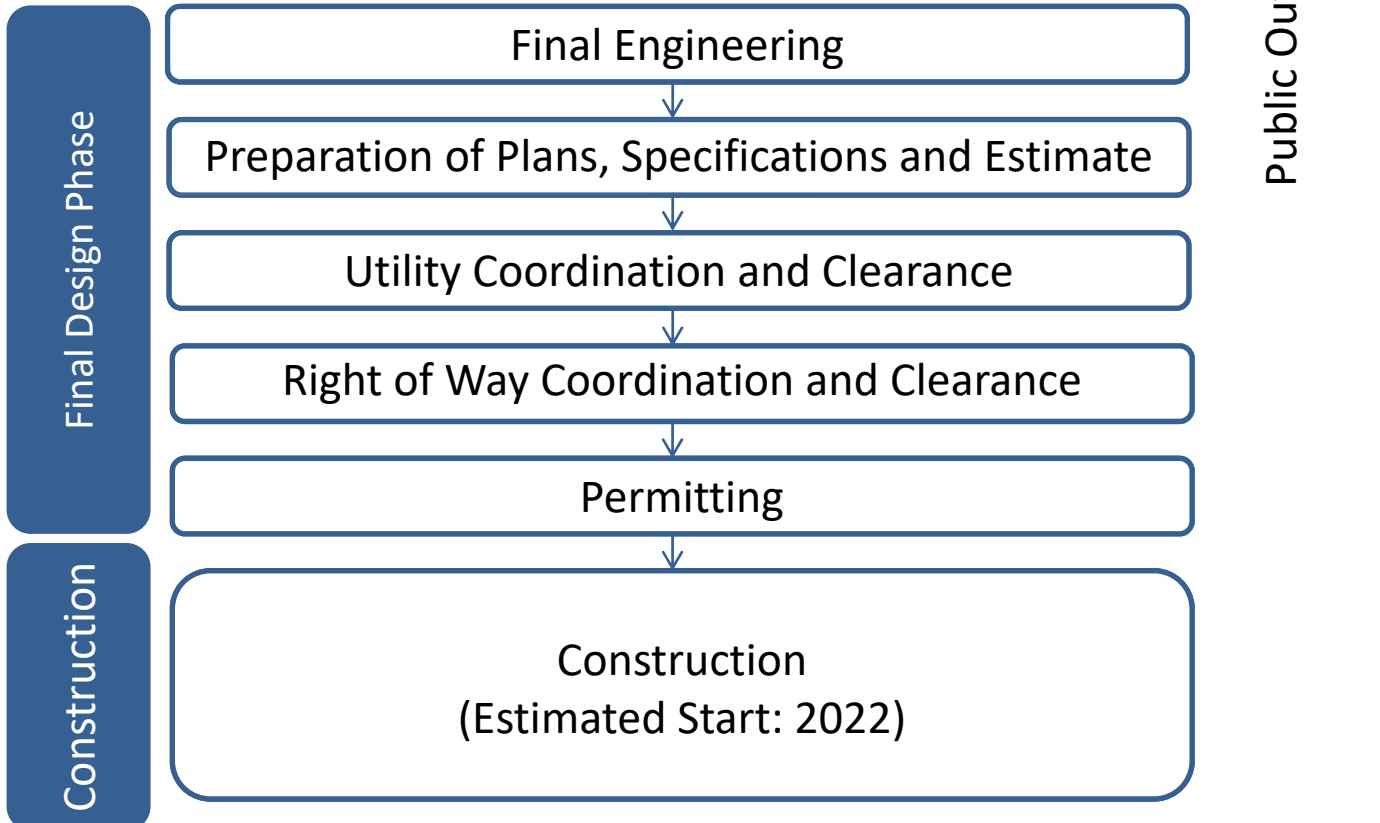 Final Design Phase
Final Engineering
Preparation of Plans, Specifications and Estimate
Utility Coordination and Clearance
Right of Way Coordination and Clearance
Permitting
Construction
Construction
(Estimated Start: 2022)
Public